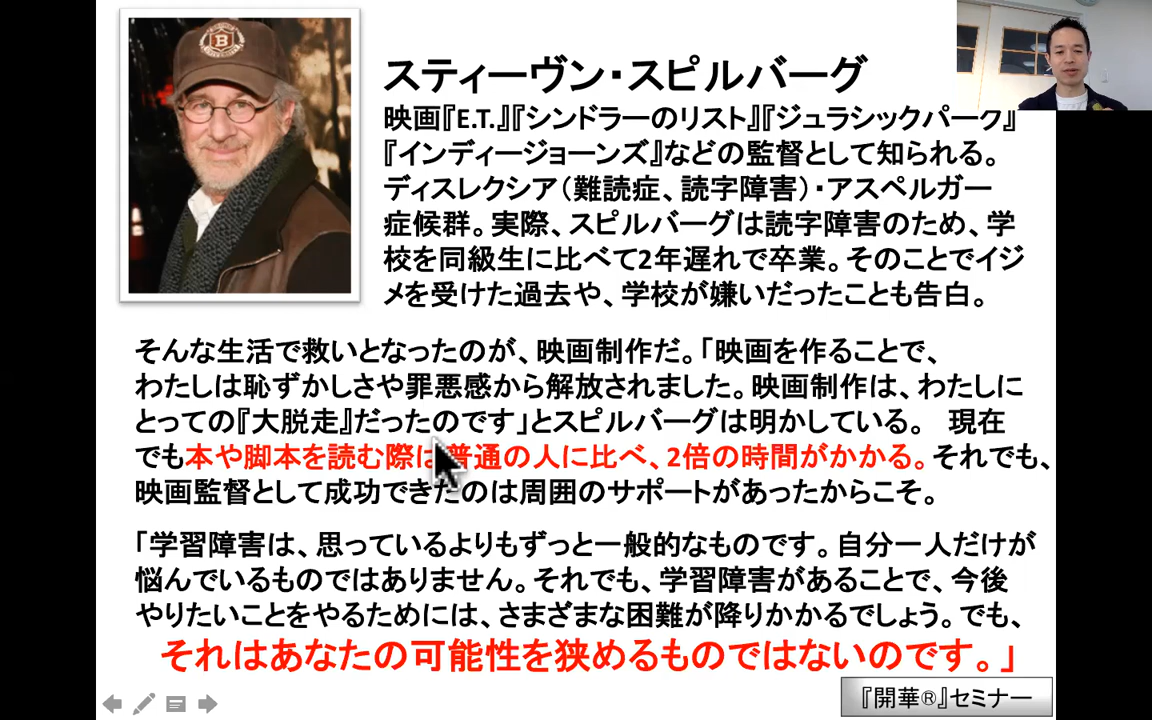 B
スティーヴン・スピルバーグ
映画『E.T.』『シンドラーのリスト』『ジュラシックパーク』
『インディージョーンズ』などの監督として知られる。
ディスレクシア（難読症、読字障害）・アスペルガー
症候群。実際、スピルバーグは読字障害のため、学
校を同級生に比べて2年遅れで卒業。そのことでイジ
メを受けた過去や、学校が嫌いだったことも告白。
そんな生活で救いとなったのが、映画制作だ。「映画を作ることで、
わたしは恥ずかしさや罪悪感から解放されました。映画制作は、わたしに
とっての『大脱走』だったのです」とスピルバーグは明かしている。 現在
でも本や脚本を読む際は普通の人に比べ、2倍の時間がかかる。それでも、
映画監督として成功できたのは周囲のサポートがあったからこそ。
「学習障害は、思っているよりもずっと一般的なものです。自分一人だけが
悩んでいるものではありません。それでも、学習障害があることで、今後
やりたいことをやるためには、さまざまな困難が降りかかるでしょう。でも、
それはあなたの可能性を狭めるものではないのです。」
『開華®』セミナー